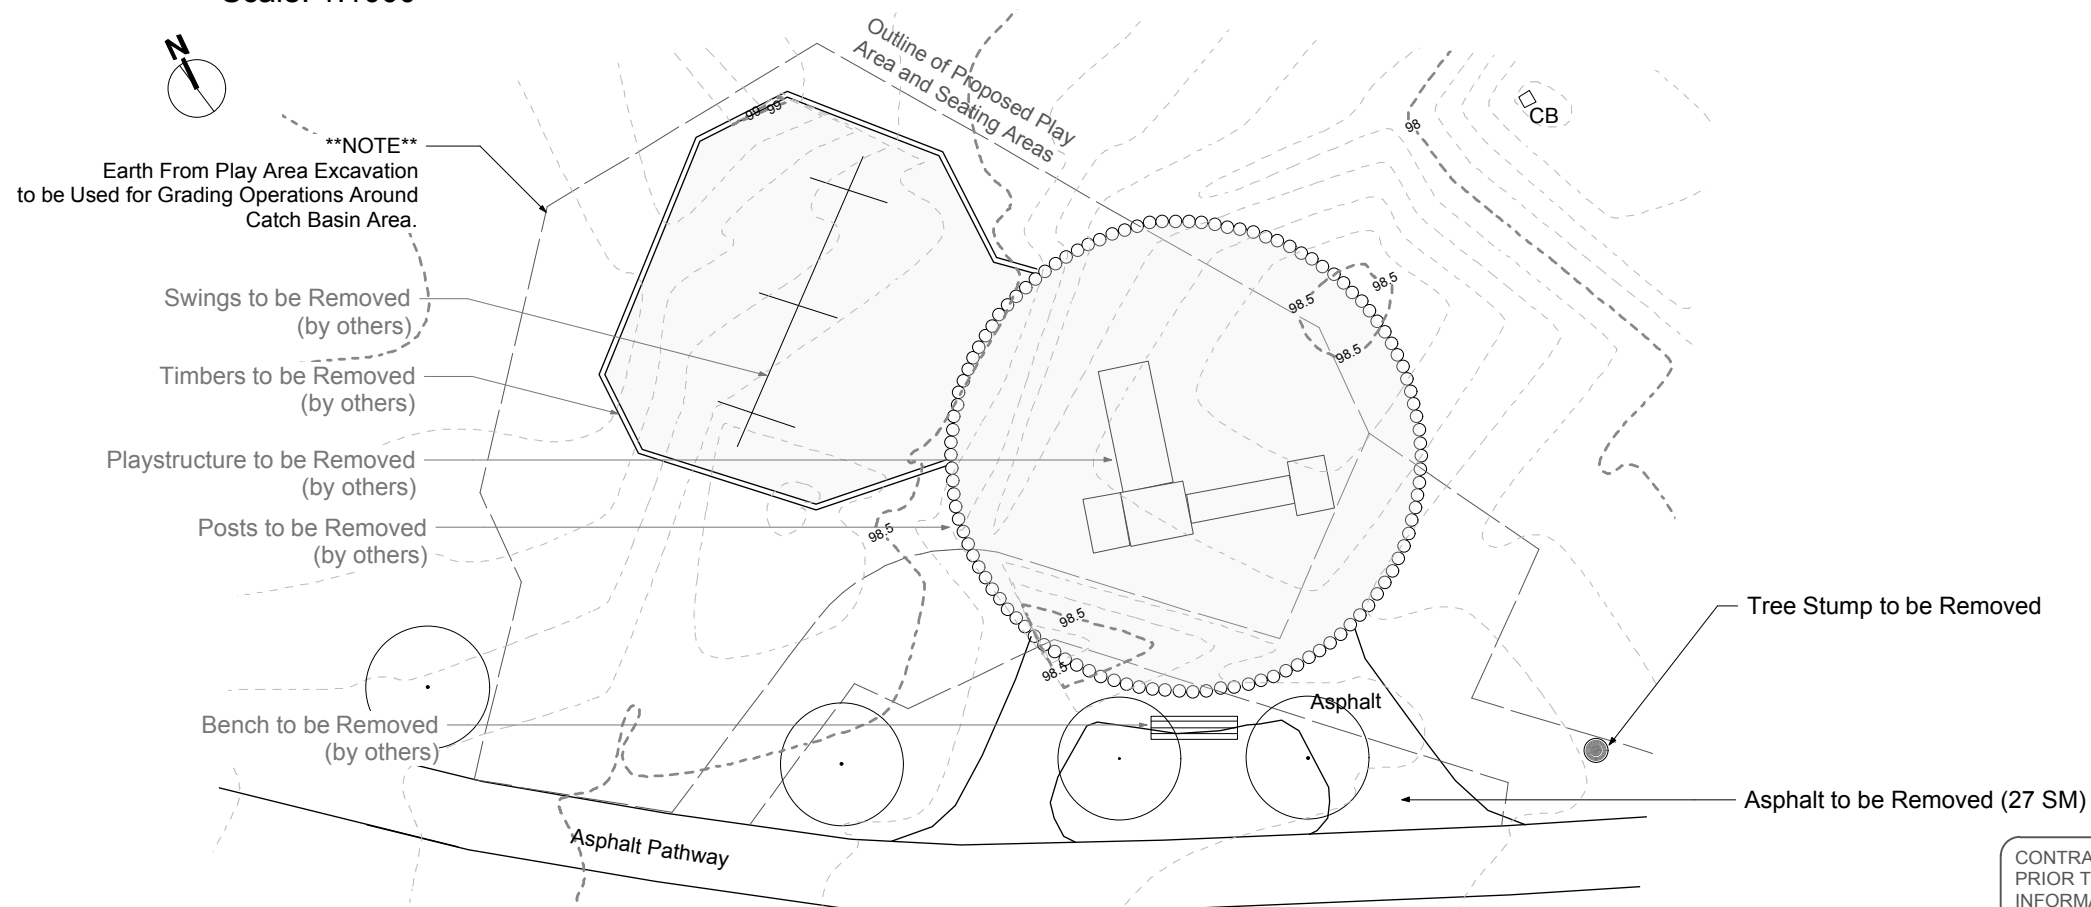 Scale: 1:1000
N
Outline of Proposed Play
Area and Seating Areas
CB
98
99 99
**NOTE**
Earth From Play Area Excavation
to be Used for Grading Operations Around
Catch Basin Area.
98.5
98.5
98.5
Swings to be Removed
(by others)
Timbers to be Removed
(by others)
Playstructure to be Removed
(by others)
Posts to be Removed
(by others)
98.5
98.5
98.5
Tree Stump to be Removed
Bench to be Removed
(by others)
Asphalt
Asphalt to be Removed (27 SM)
Asphalt Pathway
CONTRA
PRIOR T
INFORMA